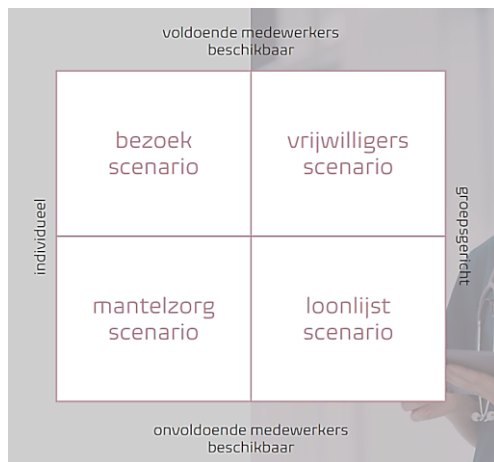 voldoende medewerkers
beschikbaar
bezoek
scenario
vrijwilligers
scenario
individueel
groepsgericht
mantelzorg
scenario
loonlijst
scenario
onvoldoende medewerkers
beschikbaar